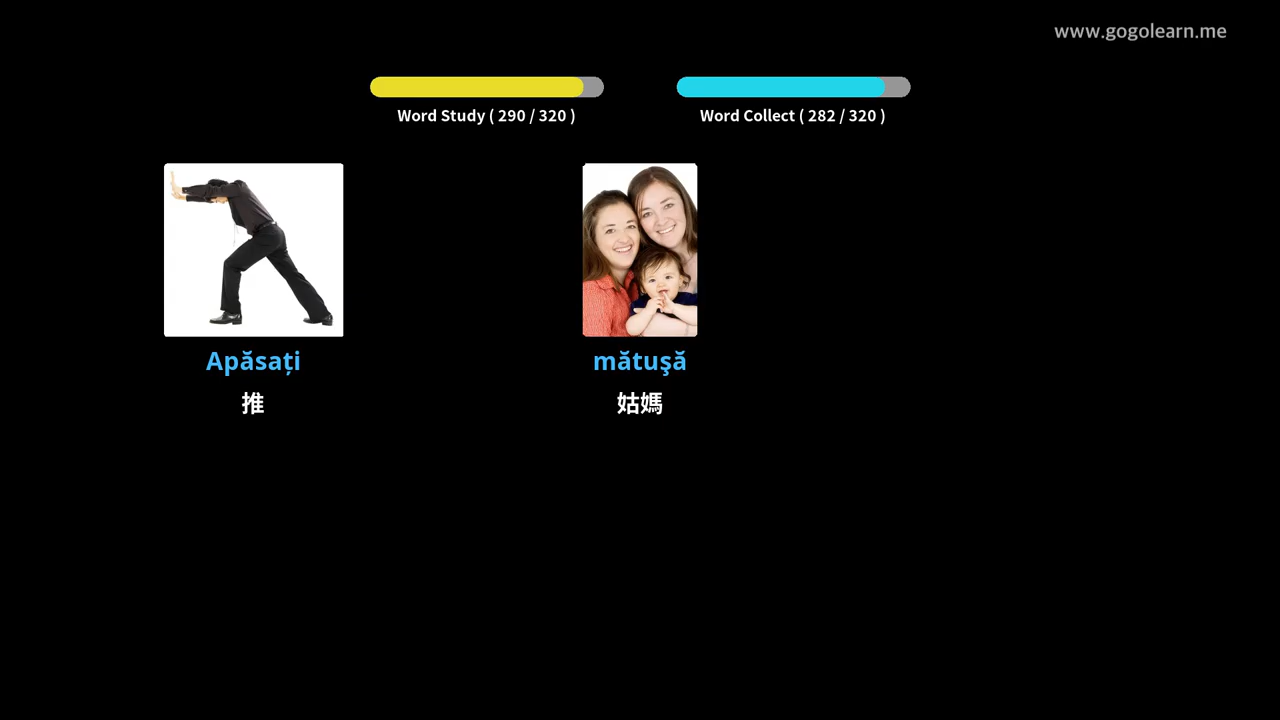 www.gogolearn.me
Word Study ( 290 / 320 )
Word Collect ( 282 / 320 )
Apăsați
推
mătuşă
姑媽